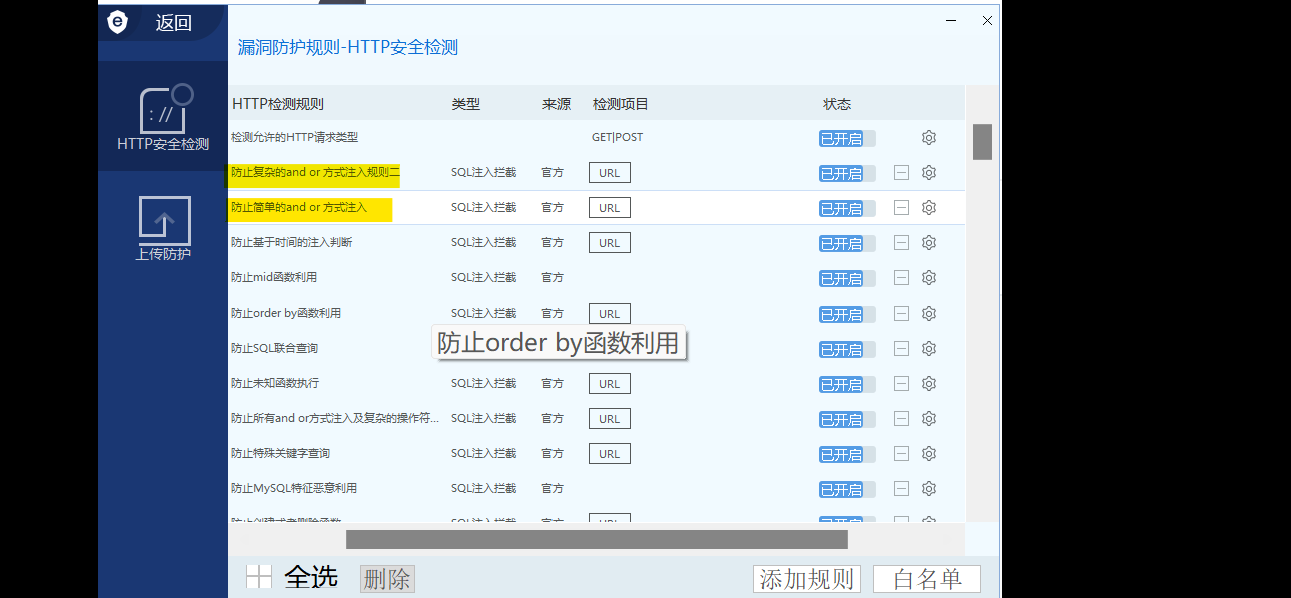 返回
漏洞防护规则-HTTP安全检测
HTTP检测规则 类型 来源 检测项目 状态
检测允许的HTTP请求类型 GET|POST 已开启
防止复杂的and or 方式注入规则二 SQL注入拦截 官方 URL 已开启
防止简单的and or 方式注入 SQL注入拦截 官方 URL 已开启
防止基于时间的注入判断 SQL注入拦截 官方 URL 已开启
防止mid函数利用 SQL注入拦截 官方 已开启
防止order by函数利用 SQL注入拦截 官方 URL 已开启
防止order by函数利用
防止SQL联合查询 已开启
防止未知函数执行 SQL注入拦截 官方 URL 已开启
防止所有and or方式注入及复杂的操作符... SQL注入拦截 官方 URL 已开启
防止特殊关键字查询 SQL注入拦截 官方 URL 已开启
防止MySQL特征恶意利用 SQL注入拦截 官方 已开启
防止创建或者删除函数 SQL注入拦截 官方 URL 已开启
://
HTTP安全检测
上传防护
全选 删除 添加规则 白名单